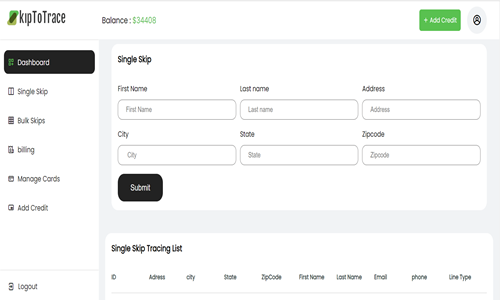 kipToTrace
Balance : $34408
+ Add Credit
Dashboard
Single Skip
Bulk Skips
billing
Manage Cards
Add Credit
Logout
Single Skip
First Name
Last name
Address
First Name
Last name
Address
City
State
Zipcode
City
State
Zipcode
Submit
Single Skip Tracing List
ID Adress city State ZipCode First Name Last Name Email phone Line Type